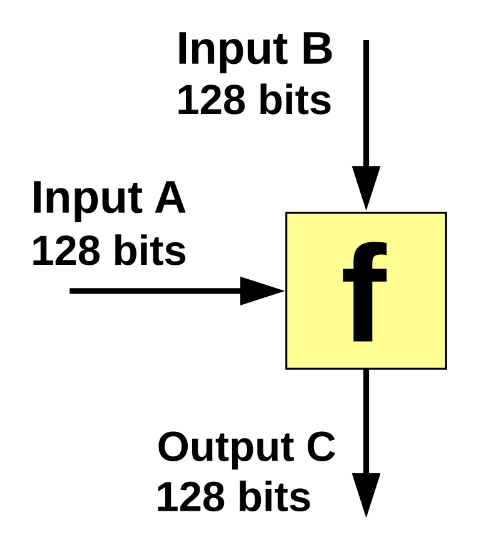 Input B
128 bits
Input A
128 bits
f
Output C
128 bits